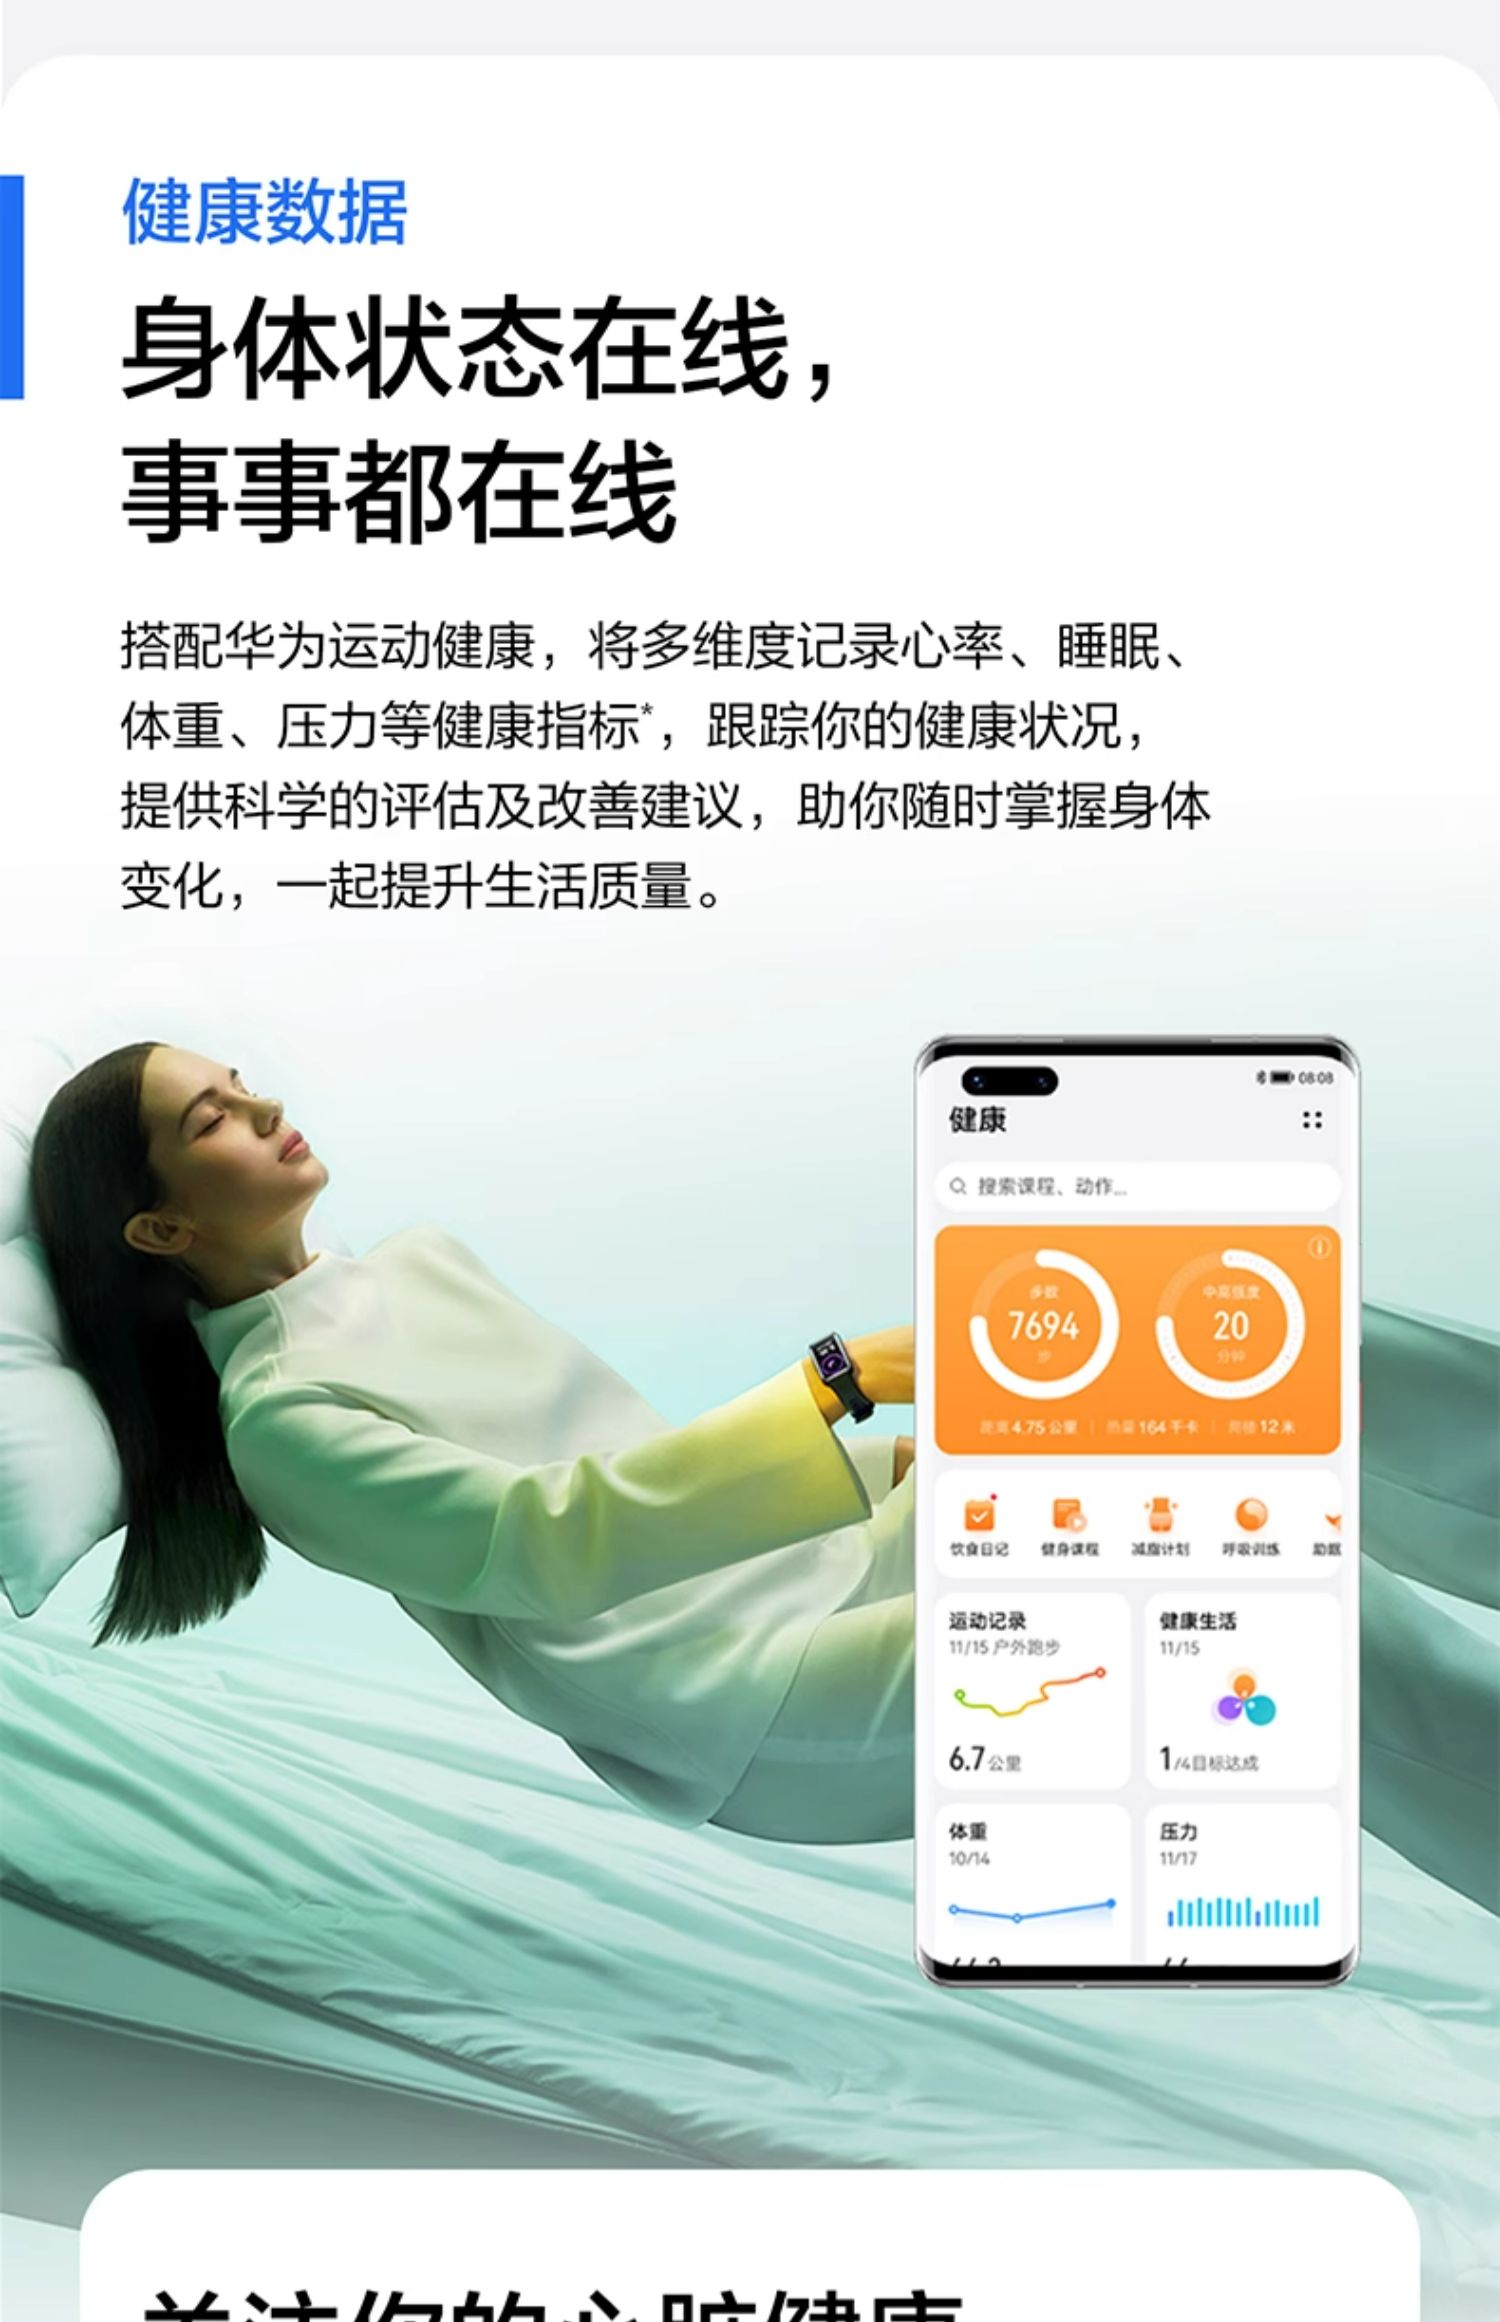 健康数据
身体状态在线，
事事都在线
搭配华为运动健康，将多维度记录心率、睡眠、
体重、压力等健康指标*，跟踪你的健康状况，
提供科学的评估及改善建议，助你随时掌握身体
变化，一起提升生活质量。
08:08
健康
搜索课程、动作...
步数
7694
步
中高强度
20
分钟
距离 4.75 公里 | 热量 164 千卡 | 爬楼 12 米
饮食日记 健身课程 减脂计划 呼吸训练 助眠
运动记录
11/15 户外跑步
6.7 公里
健康生活
11/15
1/4目标达成
体重
10/14
压力
11/17
关注你的心脏健康